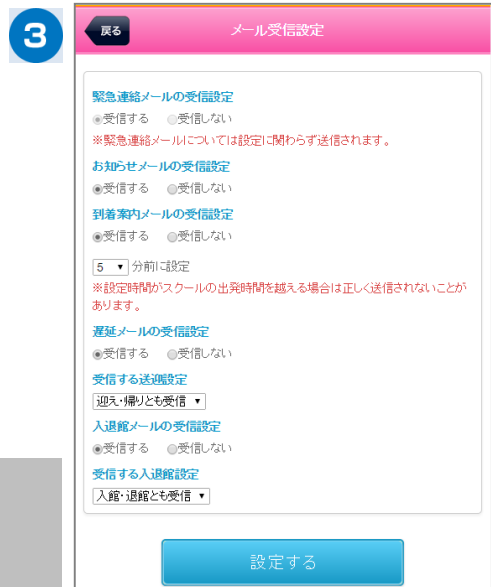 3
戻る
メール受信設定
緊急連絡メールの受信設定
受信する 受信しない
※緊急連絡メールについては設定に関わらず送信されます。
お知らせメールの受信設定
受信する 受信しない
到着案内メールの受信設定
受信する 受信しない
5 分前に設定
※設定時間がスクールの出発時間を越える場合は正しく送信されないことが
あります。
遅延メールの受信設定
受信する 受信しない
受信する送迎設定
迎え・帰りとも受信
入退館メールの受信設定
受信する 受信しない
受信する入退館設定
入館・退館とも受信
設定する